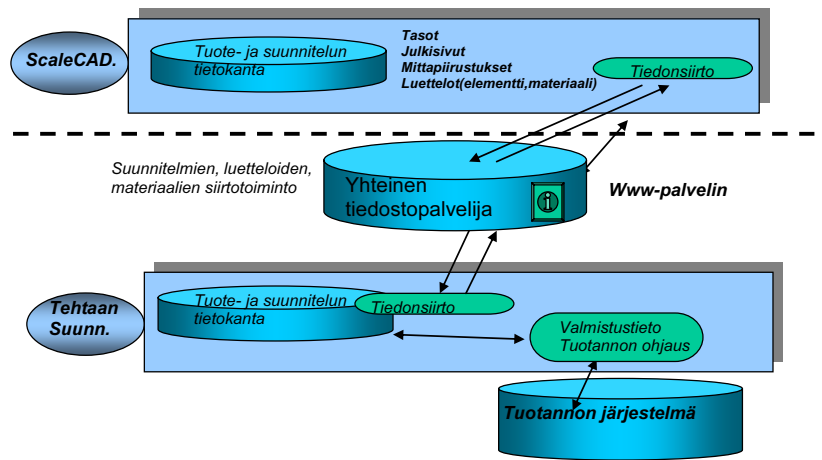 ScaleCAD.
Tuote- ja suunnitelun
tietokanta
Tasot
Julkisivut
Mittapiirustukset
Luettelot(elementti,materiaali)
Tiedonsiirto
Suunnitelmien, luetteloiden,
materiaalien siirtotoiminto
Yhteinen
tiedostopalvelija
Www-palvelin
Tehtaan
Suunn.
Tuote- ja suunnitelun
tietokanta
Tiedonsiirto
Valmistustieto
Tuotannon ohjaus
Tuotannon järjestelmä